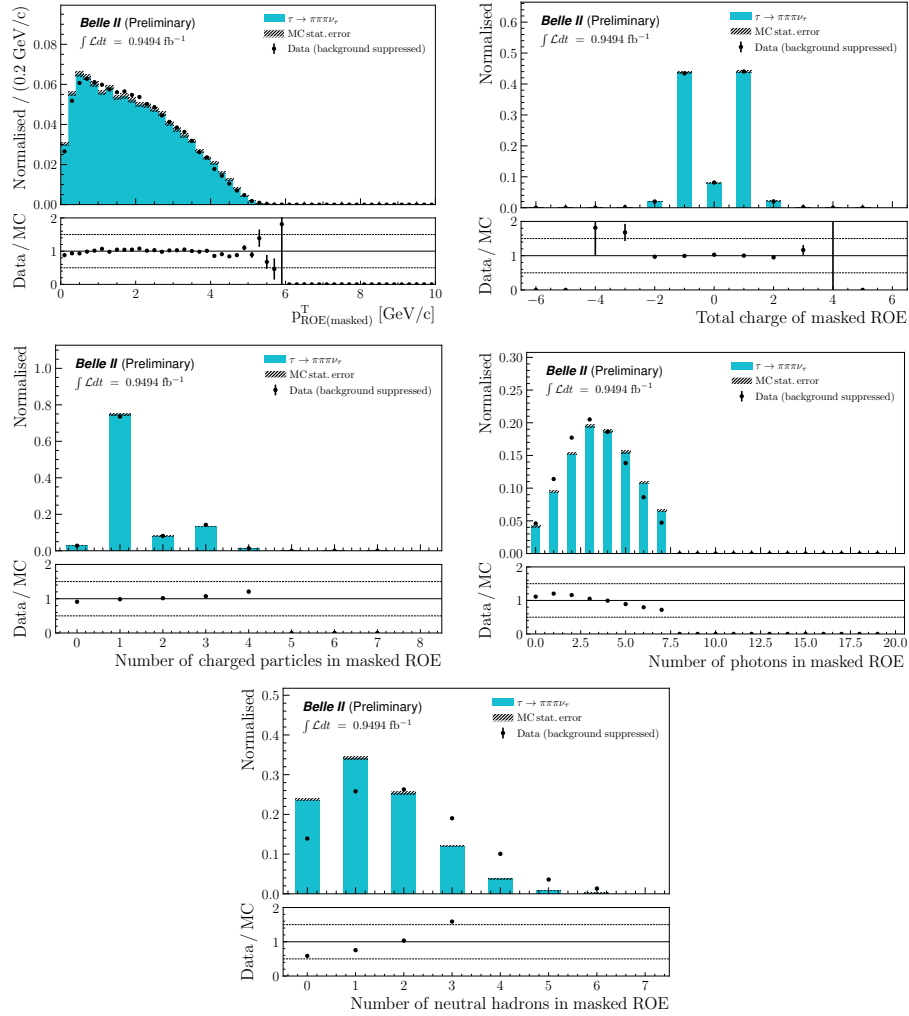 Normalised / (0.2 GeV/c)
0.08
0.06
0.04
0.02
0.00
Belle II (Preliminary)
∫ℒdt = 0.9494 fb⁻¹
τ → πππν_τ
MC stat. error
Data (background suppressed)
Data / MC
2
1
0
0 2 4 6 8 10
p^T_ROE(masked) [GeV/c]
Normalised
0.6
0.4
0.2
0.0
Belle II (Preliminary)
∫ℒdt = 0.9494 fb⁻¹
τ → πππν_τ
MC stat. error
Data (background suppressed)
Data / MC
2
1
0
−6 −4 −2 0 2 4 6
Total charge of masked ROE
Normalised
0.8
0.6
0.4
0.2
0.0
Belle II (Preliminary)
∫ℒdt = 0.9494 fb⁻¹
τ → πππν_τ
MC stat. error
Data (background suppressed)
Data / MC
2
1
0
0 1 2 3 4 5 6 7 8
Number of charged particles in masked ROE
Normalised
0.30
0.25
0.20
0.15
0.10
0.05
0.00
Belle II (Preliminary)
∫ℒdt = 0.9494 fb⁻¹
τ → πππν_τ
MC stat. error
Data (background suppressed)
Data / MC
2
1
0
0.0 2.5 5.0 7.5 10.0 12.5 15.0 17.5 20.0
Number of photons in masked ROE
Normalised
0.5
0.4
0.3
0.2
0.1
0.0
Belle II (Preliminary)
∫ℒdt = 0.9494 fb⁻¹
τ → πππν_τ
MC stat. error
Data (background suppressed)
Data / MC
2
1
0
0 1 2 3 4 5 6 7
Number of neutral hadrons in masked ROE